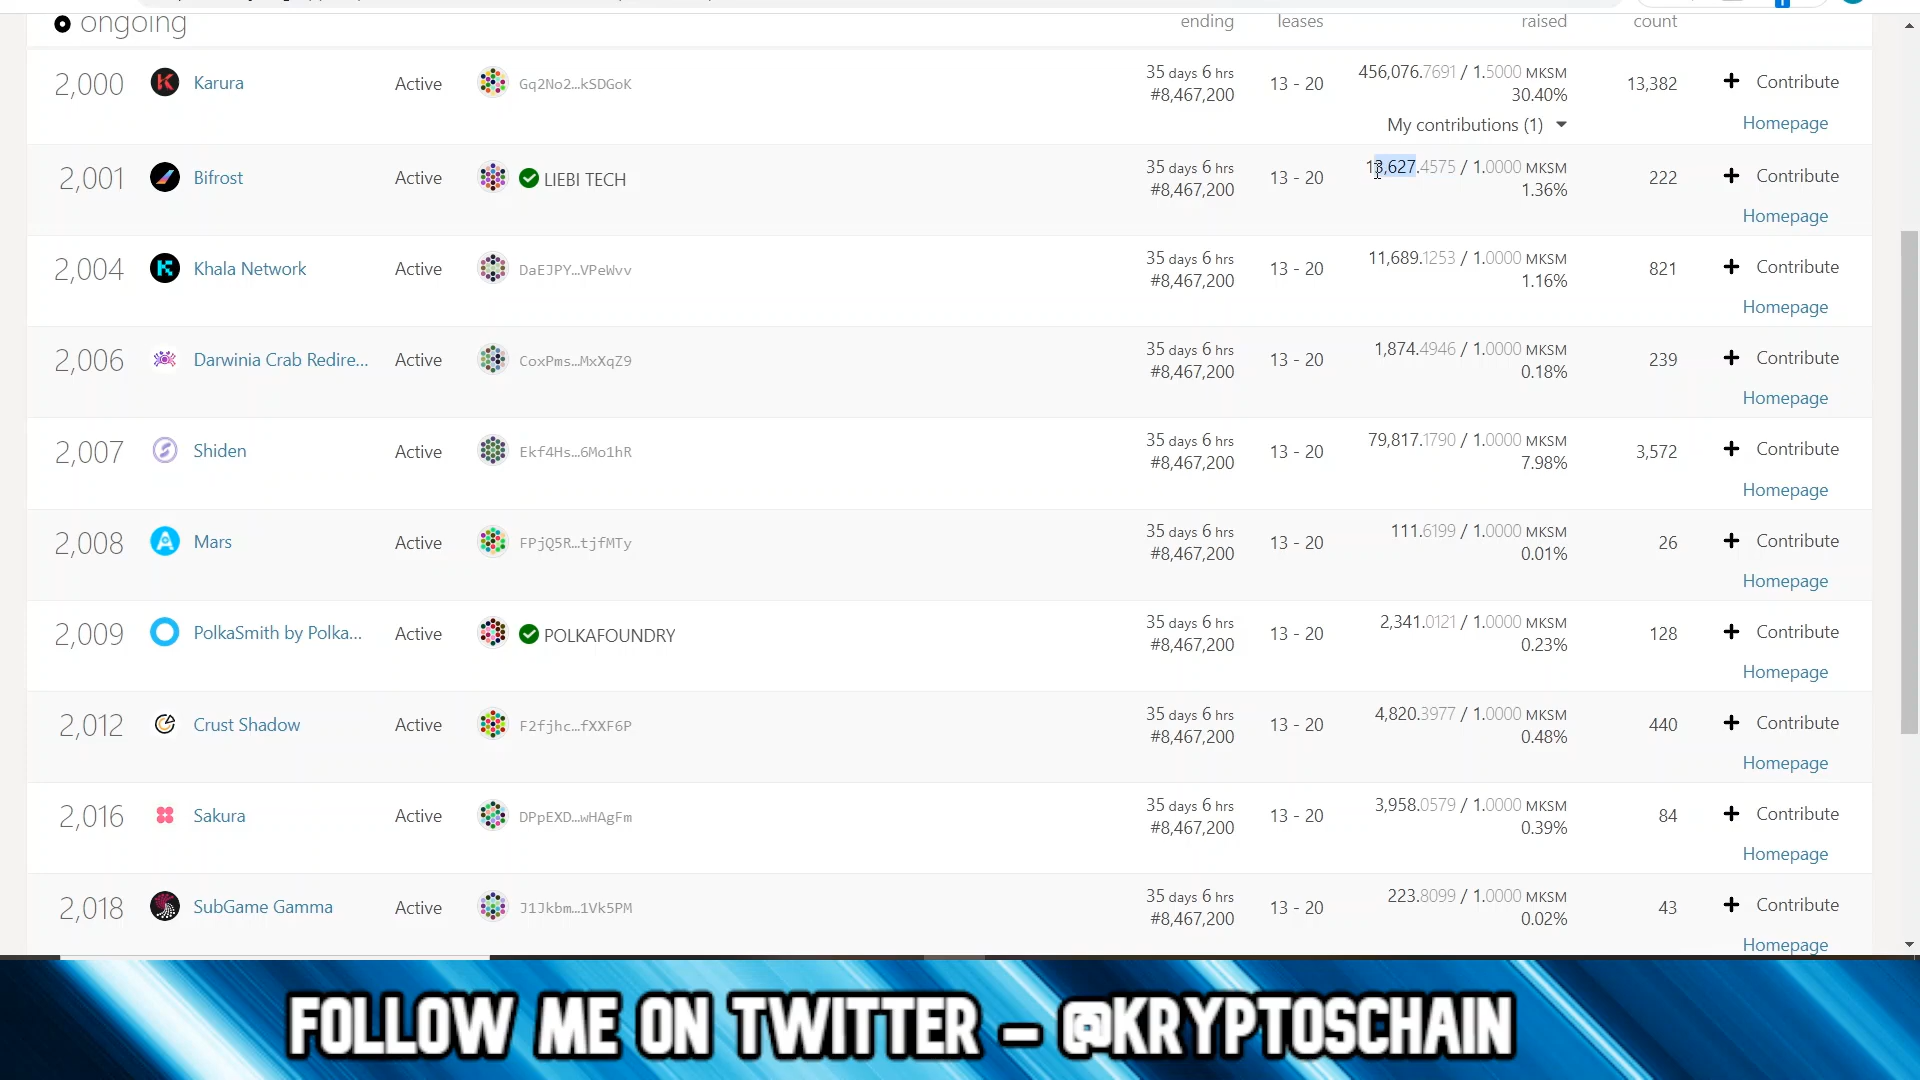 ongoing ending leases raised count
2,000 Karura Active Gq2No2...kSDGoK 35 days 6 hrs 13 - 20 456,076.7691 / 1.5000 MKSM 13,382 + Contribute
#8,467,200 30.40%
My contributions (1) Homepage
2,001 Bifrost Active LIEBI TECH 35 days 6 hrs 13 - 20 13,627.4575 / 1.0000 MKSM 222 + Contribute
#8,467,200 1.36%
Homepage
2,004 Khala Network Active DaEJPY...VPeWvv 35 days 6 hrs 13 - 20 11,689.1253 / 1.0000 MKSM 821 + Contribute
#8,467,200 1.16%
Homepage
2,006 Darwinia Crab Redire... Active CoxPms...MxXqZ9 35 days 6 hrs 13 - 20 1,874.4946 / 1.0000 MKSM 239 + Contribute
#8,467,200 0.18%
Homepage
2,007 Shiden Active Ekf4Hs...6Mo1hR 35 days 6 hrs 13 - 20 79,817.1790 / 1.0000 MKSM 3,572 + Contribute
#8,467,200 7.98%
Homepage
2,008 Mars Active FPjQ5R...tjfMTy 35 days 6 hrs 13 - 20 111.6199 / 1.0000 MKSM 26 + Contribute
#8,467,200 0.01%
Homepage
2,009 PolkaSmith by Polka... Active POLKAFOUNDRY 35 days 6 hrs 13 - 20 2,341.0121 / 1.0000 MKSM 128 + Contribute
#8,467,200 0.23%
Homepage
2,012 Crust Shadow Active F2fjhc...fXXF6P 35 days 6 hrs 13 - 20 4,820.3977 / 1.0000 MKSM 440 + Contribute
#8,467,200 0.48%
Homepage
2,016 Sakura Active DPpEXD...wHAgFm 35 days 6 hrs 13 - 20 3,958.0579 / 1.0000 MKSM 84 + Contribute
#8,467,200 0.39%
Homepage
2,018 SubGame Gamma Active J1Jkbm...1Vk5PM 35 days 6 hrs 13 - 20 223.8099 / 1.0000 MKSM 43 + Contribute
#8,467,200 0.02%
Homepage
FOLLOW ME ON TWITTER – @KRYPTOSCHAIN